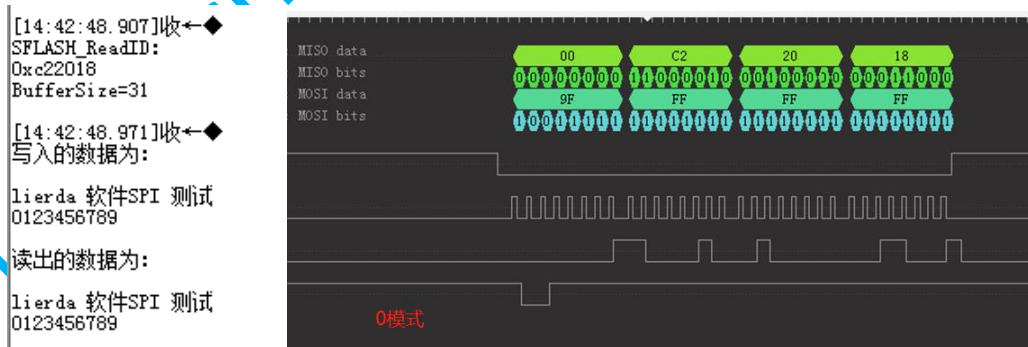 [14:42:48.907]收←◆
SFLASH_ReadID:
0xc22018
BufferSize=31
[14:42:48.971]收←◆
写入的数据为:
lierda 软件SPI 测试
0123456789
读出的数据为:
lierda 软件SPI 测试
0123456789
MISO data
00 C2 20 18
MISO bits
00000000 11000010 00100000 00011000
MOSI data
9F FF FF FF
MOSI bits
10011111 11111111 11111111 11111111
0模式